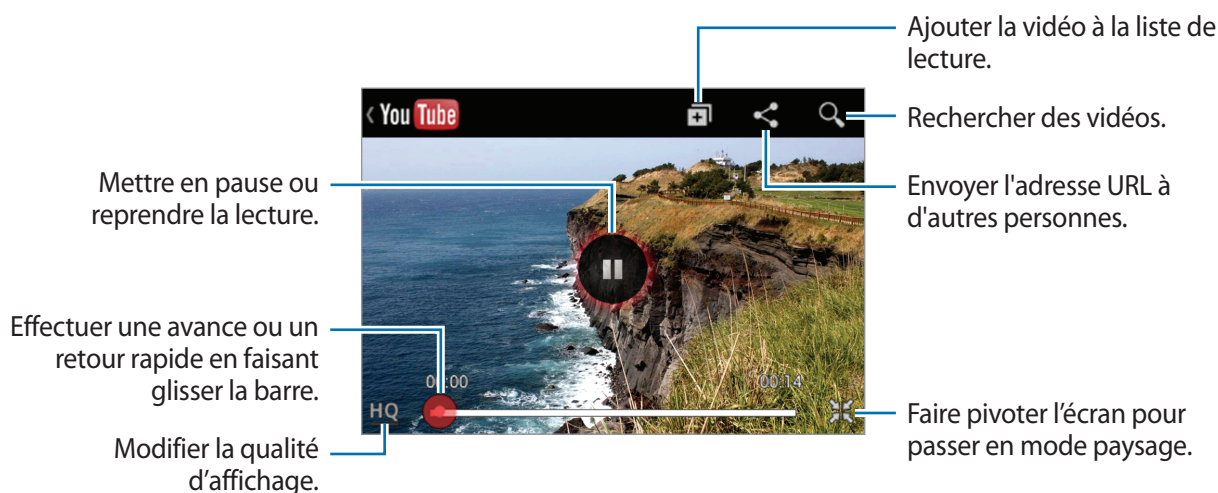 Ajouter la vidéo à la liste de
lecture.
You Tube
Rechercher des vidéos.
Mettre en pause ou
reprendre la lecture.
Envoyer l'adresse URL à
d'autres personnes.
Effectuer une avance ou un
retour rapide en faisant
glisser la barre.
00:00
00:14
HQ
Faire pivoter l’écran pour
passer en mode paysage.
Modifier la qualité
d’affichage.